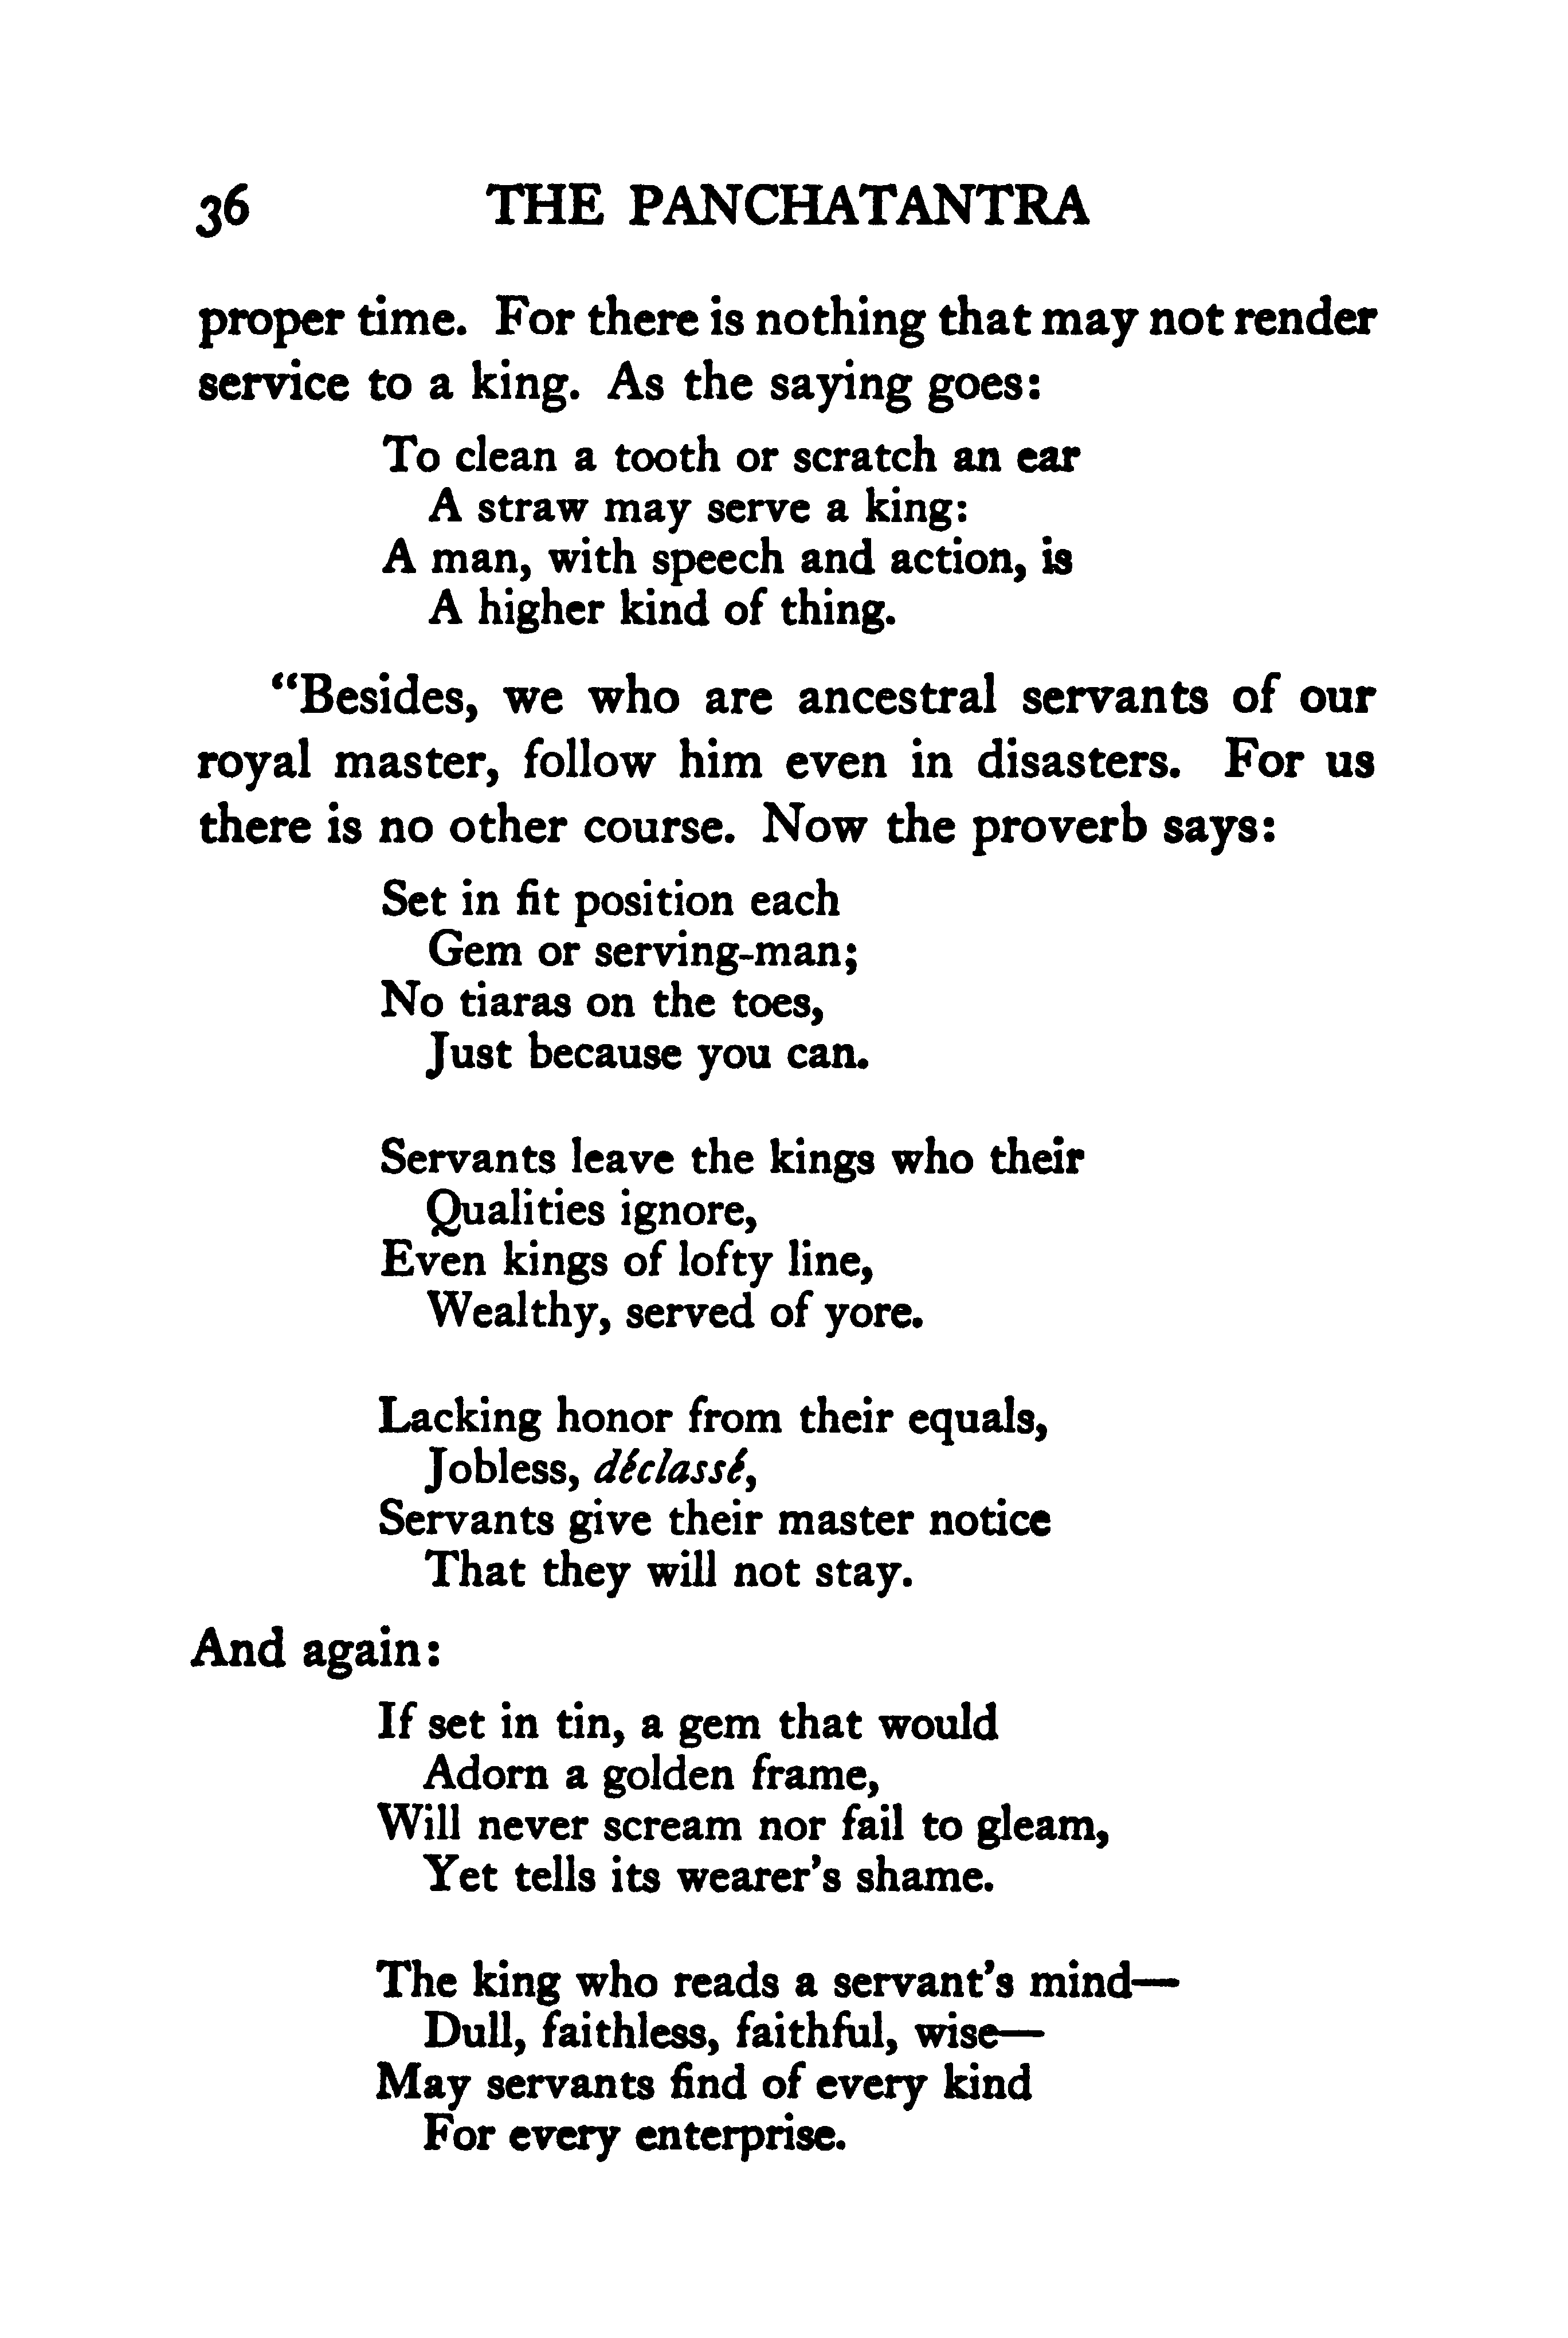 36 THE PANCHATANTRA
proper time. For there is nothing that may not render
service to a king. As the saying goes:
To clean a tooth or scratch an ear
A straw may serve a king:
A man, with speech and action, is
A higher kind of thing.
“Besides, we who are ancestral servants of our
royal master, follow him even in disasters. For us
there is no other course. Now the proverb says:
Set in fit position each
Gem or serving-man;
No tiaras on the toes,
Just because you can.
Servants leave the kings who their
Qualities ignore,
Even kings of lofty line,
Wealthy, served of yore.
Lacking honor from their equals,
Jobless, déclassé,
Servants give their master notice
That they will not stay.
And again:
If set in tin, a gem that would
Adorn a golden frame,
Will never scream nor fail to gleam,
Yet tells its wearer’s shame.
The king who reads a servant’s mind—
Dull, faithless, faithful, wise—
May servants find of every kind
For every enterprise.